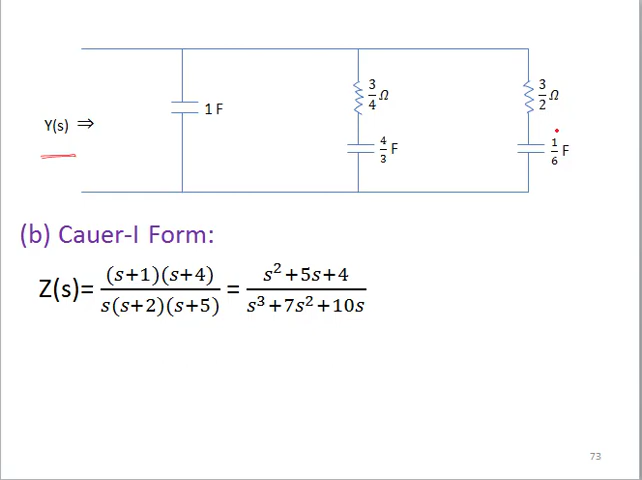 3/4 Ω
3/2 Ω
1 F
Y(s) ⇒
4/3 F
1/6 F
(b) Cauer-I Form:
Z(s)= (s+1)(s+4) / s(s+2)(s+5) = s²+5s+4 / s³+7s²+10s
73